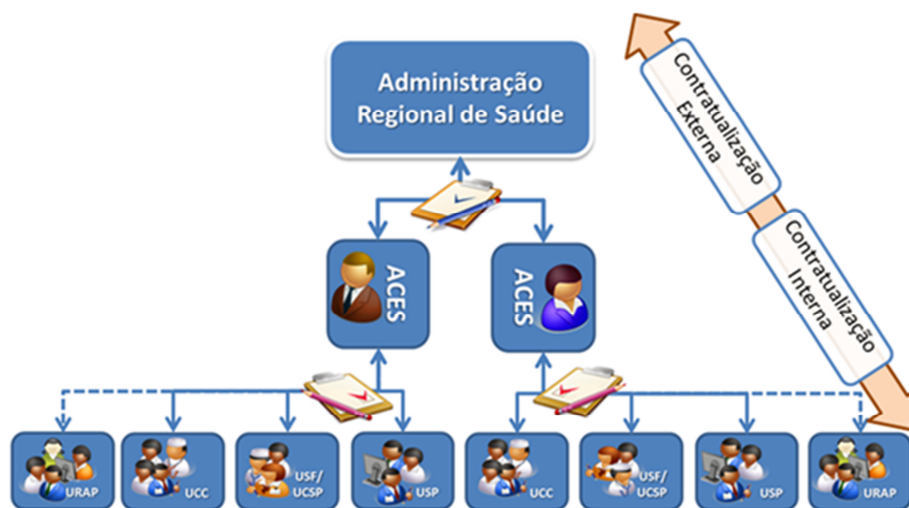 Administração
Regional de Saúde
Contratualização
Externa
Contratualização
Interna
ACES
ACES
URAP
UCC
USF/
UCSP
USP
UCC
USF/
UCSP
USP
URAP